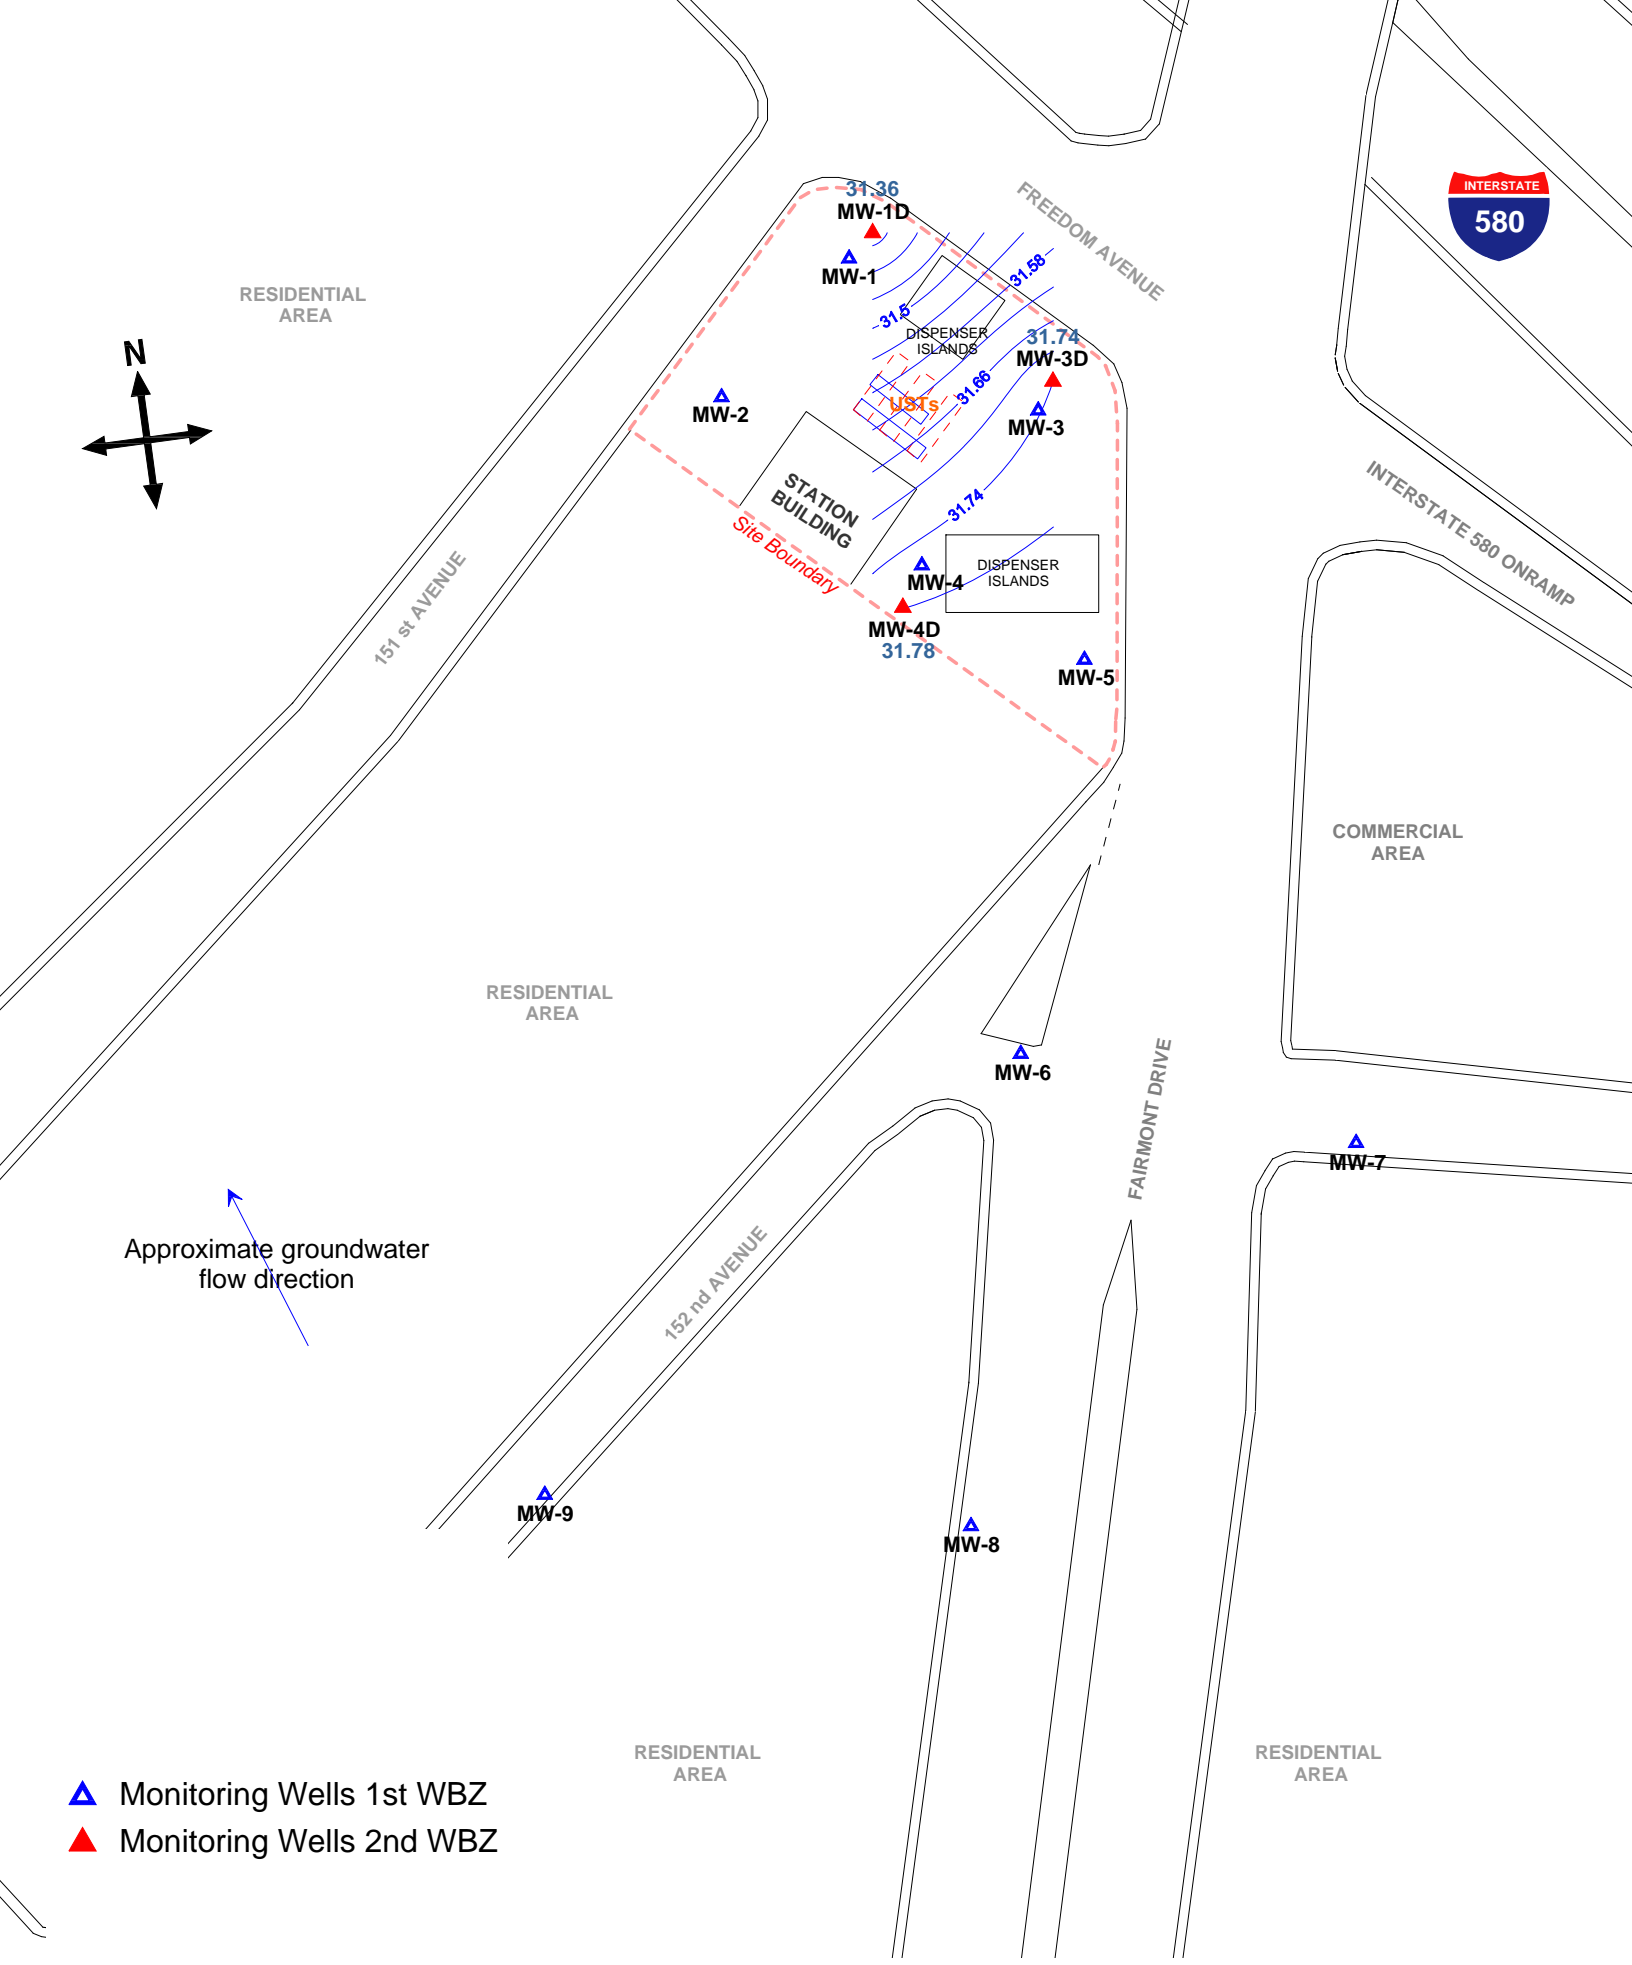 31.36
MW-1D
FREEDOM AVENUE
INTERSTATE
580
MW-1
31.58
RESIDENTIAL
AREA
31.5
DISPENSER
ISLANDS
31.74
MW-3D
N
31.66
USTs
MW-2
MW-3
STATION
BUILDING
31.74
Site Boundary
INTERSTATE 580 ONRAMP
DISPENSER
ISLANDS
MW-4
151 st AVENUE
MW-4D
31.78
MW-5
COMMERCIAL
AREA
RESIDENTIAL
AREA
MW-6
FAIRMONT DRIVE
MW-7
Approximate groundwater
flow direction
152 nd AVENUE
MW-9
MW-8
RESIDENTIAL
AREA
RESIDENTIAL
AREA
Monitoring Wells 1st WBZ
Monitoring Wells 2nd WBZ